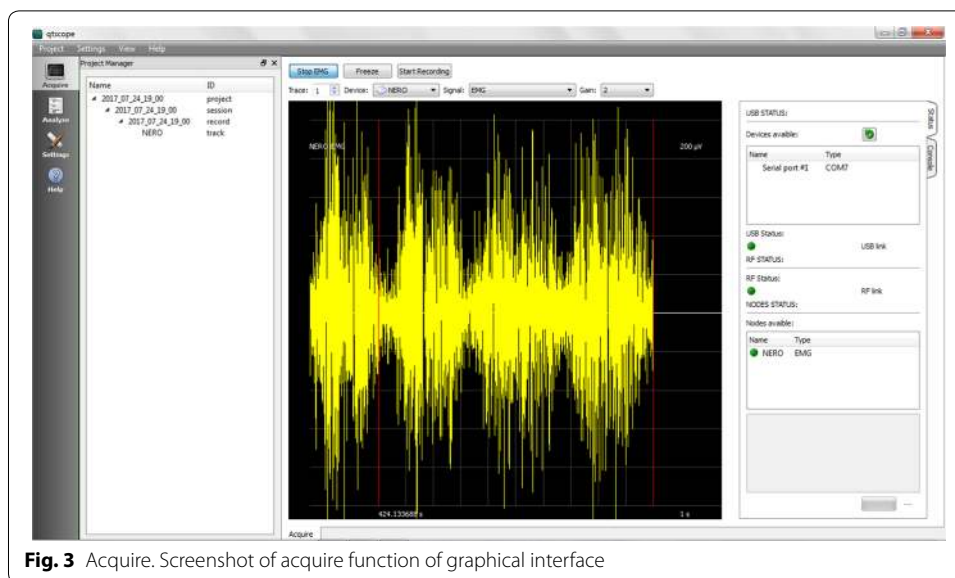 qtscope
Project Settings View Help
Project Manager
Acquire
Analyze
Settings
Help
Name ID
2017_07_24_19_00 project
2017_07_24_19_00 session
2017_07_24_19_00 record
NERO track
Stop EMG Freeze Start Recording
Trace: 1 Device: NERO Signal: EMG Gain: 2
NERO EMG 200 µV
424.133688 s 1 s
Acquire
USB STATUS:
Devices avaible:
Name Type
Serial port #1 COM7
USB Status:
USB link
RF STATUS:
RF Status:
RF link
NODES STATUS:
Nodes avaible:
Name Type
NERO EMG
---
Status
Console
Fig. 3 Acquire. Screenshot of acquire function of graphical interface